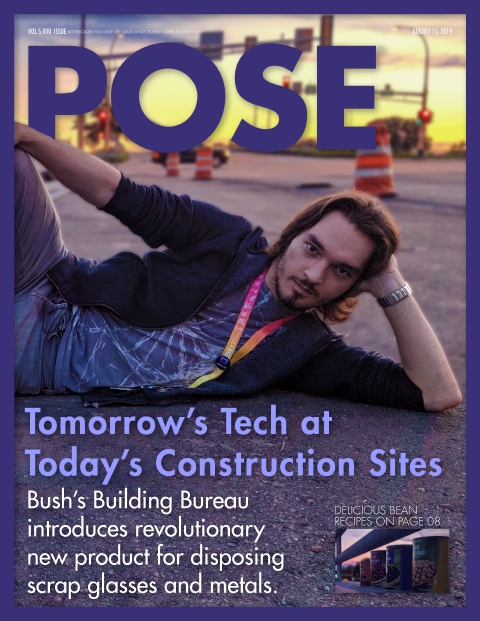 VOL 5,000 ISSUE
AUGUST 15, 2019
POSE
Tomorrow's Tech at
Today's Construction Sites
Bush's Building Bureau
introduces revolutionary
new product for disposing
scrap glasses and metals.
DELICIOUS BEAN
RECIPES ON PAGE 08